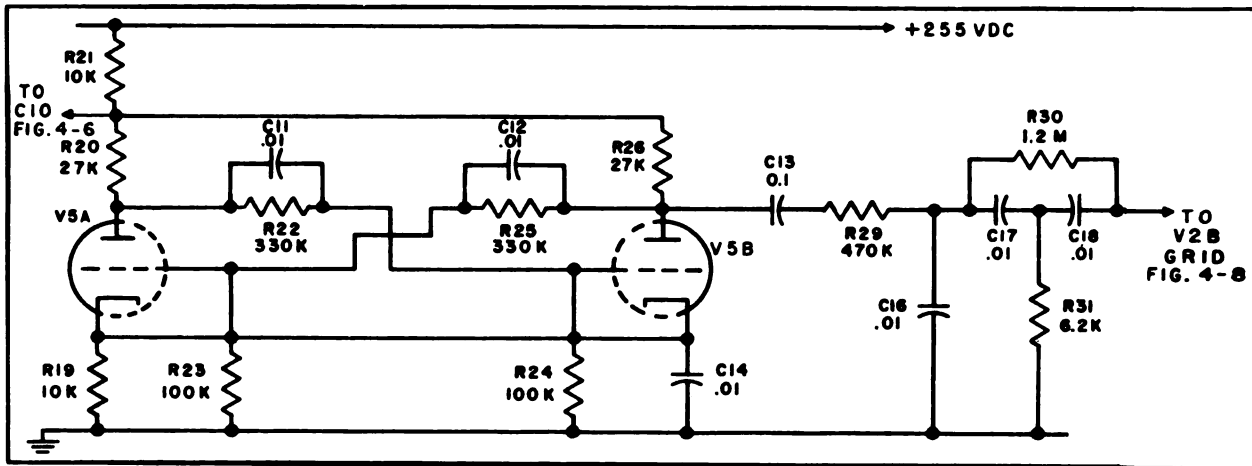 +255 VDC
R21
10K
TO
C10
FIG. 4-6
R20
27K
C11
.01
C12
.01
R26
27K
C13
0.1
R30
1.2 M
V5A
R22
330K
R25
330K
V5B
R29
470K
C17
.01
C18
.01
TO
V2B
GRID
FIG. 4-8
C16
.01
R31
6.2K
R19
10K
R23
100K
R24
100K
C14
.01